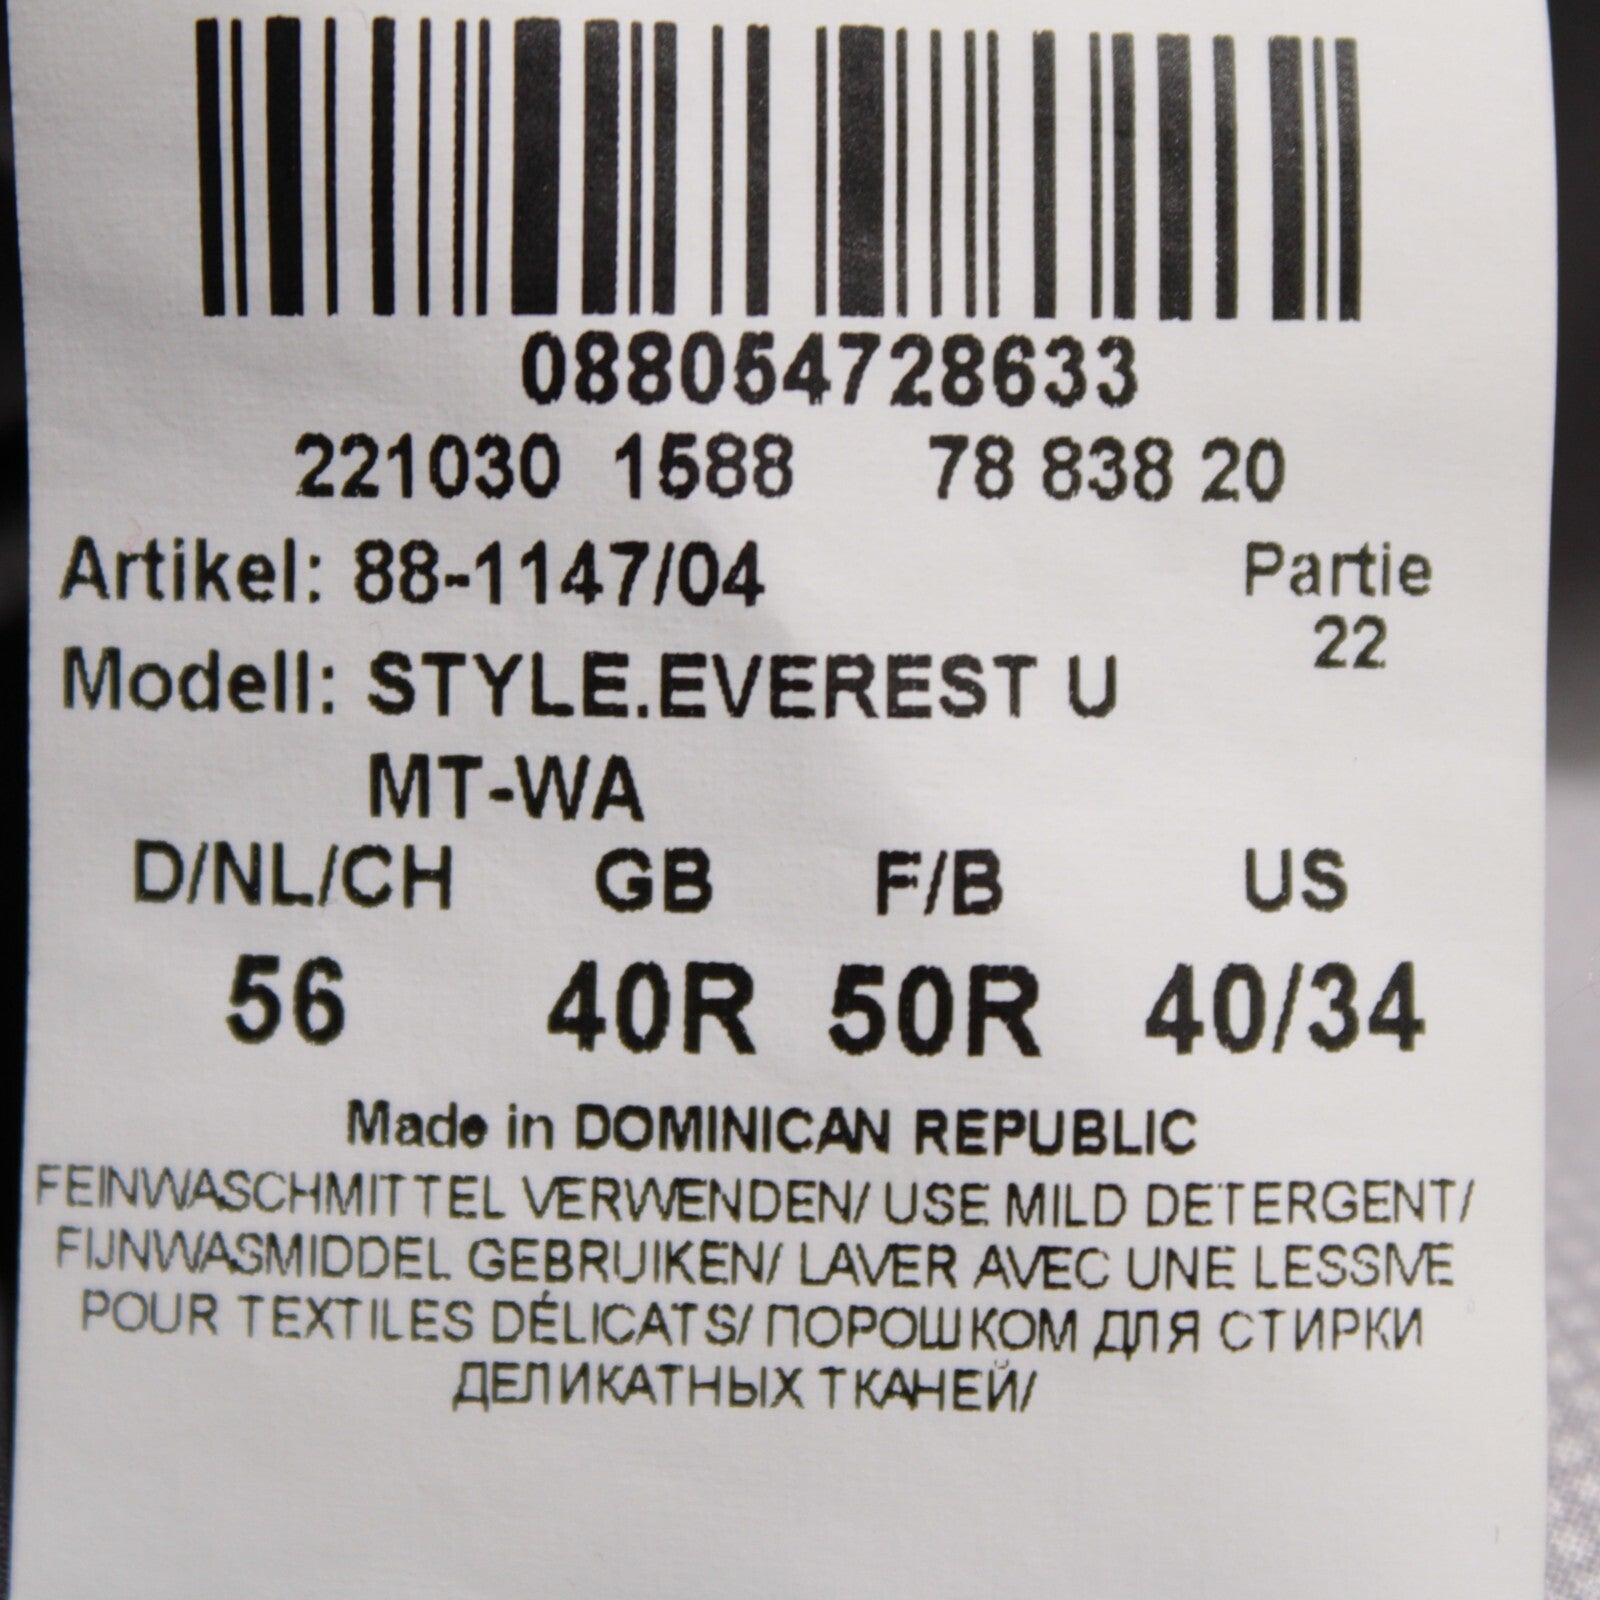 088054728633
221030 1588 78 838 20
Artikel: 88-1147/04 Partie
22
Modell: STYLE.EVEREST U
MT-WA
D/NL/CH GB F/B US
56 40R 50R 40/34
Made in DOMINICAN REPUBLIC
FEINWASCHMITTEL VERWENDEN/ USE MILD DETERGENT/
FIJNWASMIDDEL GEBRUIKEN/ LAVER AVEC UNE LESSIVE
POUR TEXTILES DÉLICATS/ ПОРОШКОМ ДЛЯ СТИРКИ
ДЕЛИКАТНЫХ ТКАНЕЙ/